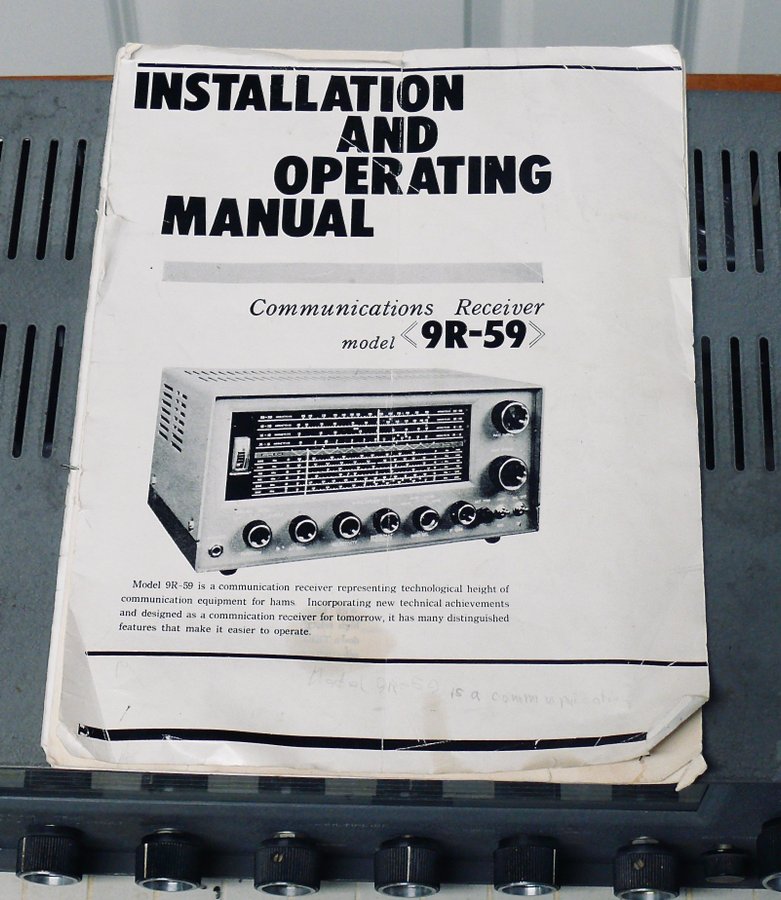 INSTALLATION
AND
OPERATING
MANUAL
Communications Receiver
model 《9R-59》
Model 9R-59 is a communication receiver representing technological height of
communication equipment for hams. Incorporating new technical achievements
and designed as a commnication receiver for tomorrow, it has many distinguished
features that make it easier to operate.
Model 9R-59 is a communicatio